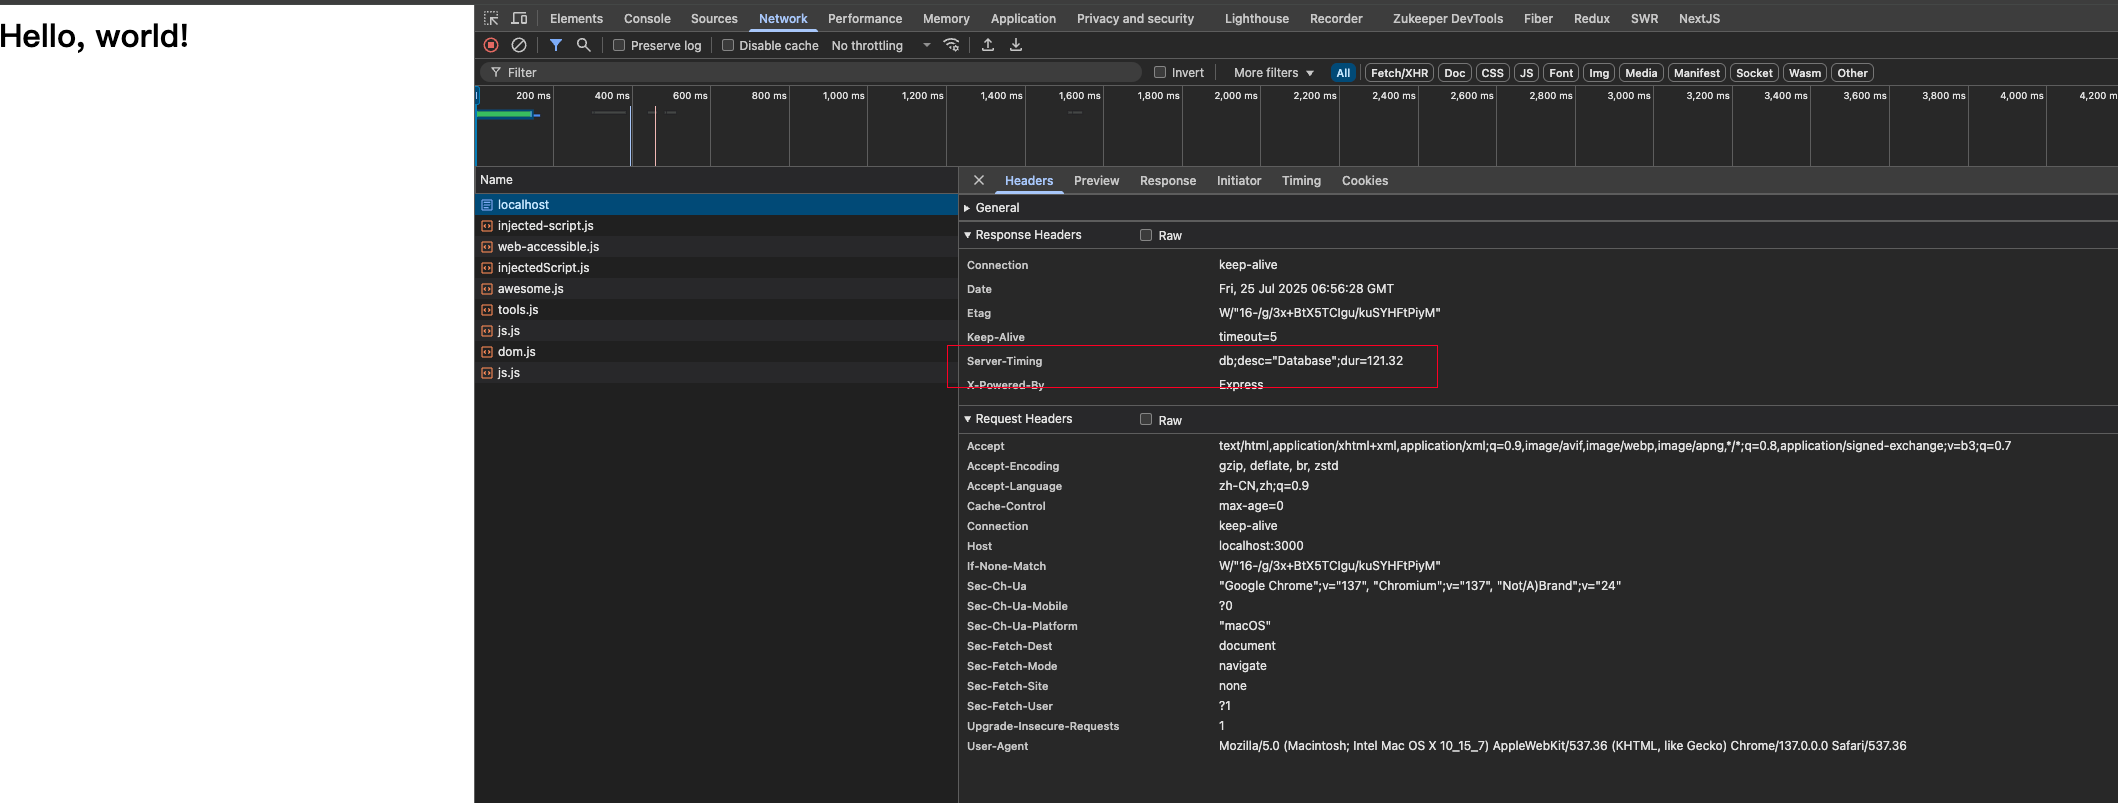 Hello, world!
Elements Console Sources Network Performance Memory Application Privacy and security Lighthouse Recorder Zukeeper DevTools Fiber Redux SWR NextJS
Preserve log Disable cache No throttling
Filter Invert More filters All Fetch/XHR Doc CSS JS Font Img Media Manifest Socket Wasm Other
200 ms 400 ms 600 ms 800 ms 1,000 ms 1,200 ms 1,400 ms 1,600 ms 1,800 ms 2,000 ms 2,200 ms 2,400 ms 2,600 ms 2,800 ms 3,000 ms 3,200 ms 3,400 ms 3,600 ms 3,800 ms 4,000 ms 4,200 m
Name
localhost
injected-script.js
web-accessible.js
injectedScript.js
awesome.js
tools.js
js.js
dom.js
js.js
Headers Preview Response Initiator Timing Cookies
General
Response Headers Raw
Connection keep-alive
Date Fri, 25 Jul 2025 06:56:28 GMT
Etag W/"16-/g/3x+BtX5TCIgu/kuSYHFtPiyM"
Keep-Alive timeout=5
Server-Timing db;desc="Database";dur=121.32
X-Powered-By Express
Request Headers Raw
Accept text/html,application/xhtml+xml,application/xml;q=0.9,image/avif,image/webp,image/apng,*/*;q=0.8,application/signed-exchange;v=b3;q=0.7
Accept-Encoding gzip, deflate, br, zstd
Accept-Language zh-CN,zh;q=0.9
Cache-Control max-age=0
Connection keep-alive
Host localhost:3000
If-None-Match W/"16-/g/3x+BtX5TCIgu/kuSYHFtPiyM"
Sec-Ch-Ua "Google Chrome";v="137", "Chromium";v="137", "Not/A)Brand";v="24"
Sec-Ch-Ua-Mobile ?0
Sec-Ch-Ua-Platform "macOS"
Sec-Fetch-Dest document
Sec-Fetch-Mode navigate
Sec-Fetch-Site none
Sec-Fetch-User ?1
Upgrade-Insecure-Requests 1
User-Agent Mozilla/5.0 (Macintosh; Intel Mac OS X 10_15_7) AppleWebKit/537.36 (KHTML, like Gecko) Chrome/137.0.0.0 Safari/537.36